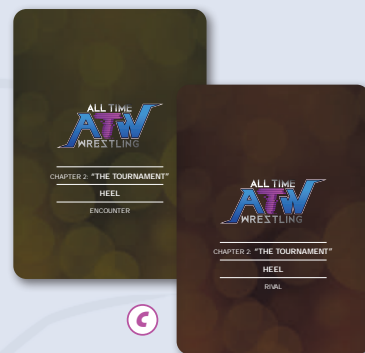 ALL TIME
ATW
WRESTLING
CHAPTER 2: "THE TOURNAMENT"
HEEL
ENCOUNTER
ALL TIME
ATW
WRESTLING
CHAPTER 2: "THE TOURNAMENT"
HEEL
RIVAL
C